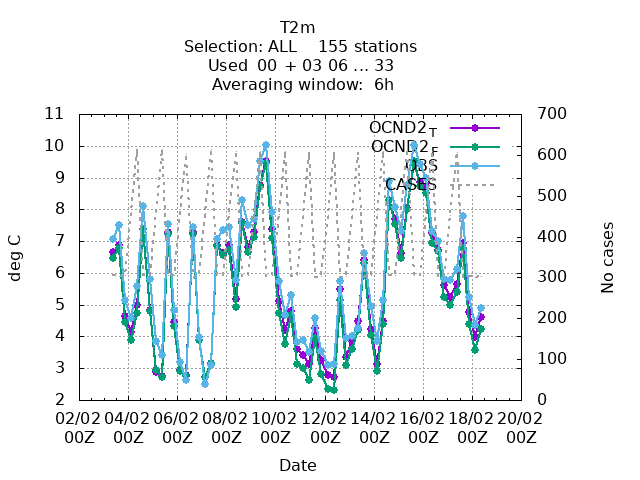 T2m
Selection: ALL    155 stations
Used  00 + 03 06 ... 33
Averaging window:  6h
11
10
9
8
7
6
5
4
3
2
deg C
700
600
500
400
300
200
100
0
No cases
OCND2T
OCND2F
OBS
CASES
02/02 04/02 06/02 08/02 10/02 12/02 14/02 16/02 18/02 20/02
00Z 00Z 00Z 00Z 00Z 00Z 00Z 00Z 00Z 00Z
Date